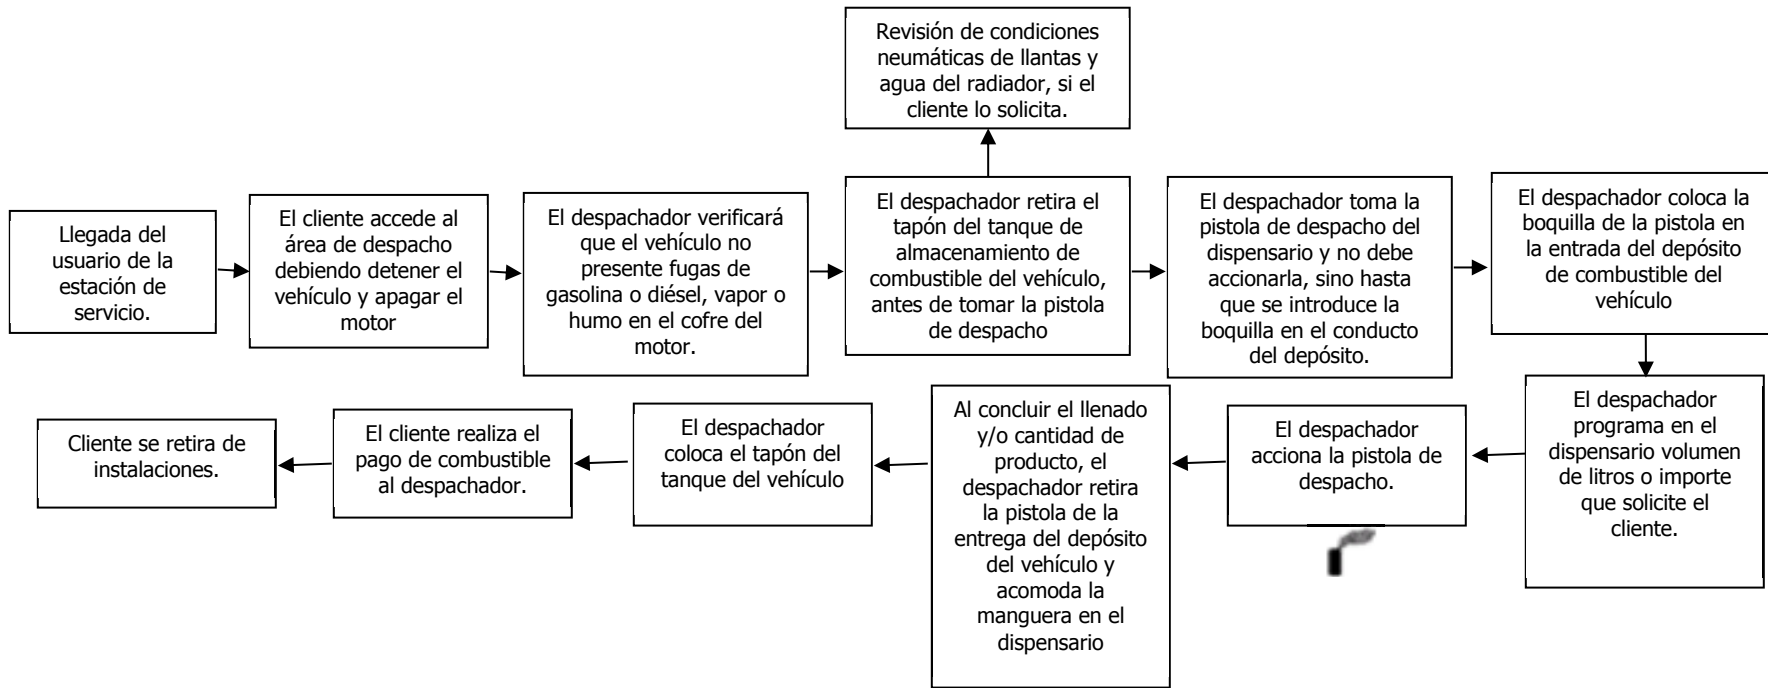 Revisión de condiciones
neumáticas de llantas y
agua del radiador, si el
cliente lo solicita.
Llegada del
usuario de la
estación de
servicio.
El cliente accede al
área de despacho
debiendo detener el
vehículo y apagar el
motor
El despachador verificará
que el vehículo no
presente fugas de
gasolina o diésel, vapor o
humo en el cofre del
motor.
El despachador retira el
tapón del tanque de
almacenamiento de
combustible del vehículo,
antes de tomar la pistola
de despacho
El despachador toma la
pistola de despacho del
dispensario y no debe
accionarla, sino hasta
que se introduce la
boquilla en el conducto
del depósito.
El despachador coloca la
boquilla de la pistola en
la entrada del depósito
de combustible del
vehículo
El despachador
programa en el
dispensario volumen
de litros o importe
que solicite el
cliente.
El despachador
acciona la pistola de
despacho.
Al concluir el llenado
y/o cantidad de
producto, el
despachador retira
la pistola de la
entrega del depósito
del vehículo y
acomoda la
manguera en el
dispensario
El despachador
coloca el tapón del
tanque del vehículo
El cliente realiza el
pago de combustible
al despachador.
Cliente se retira de
instalaciones.